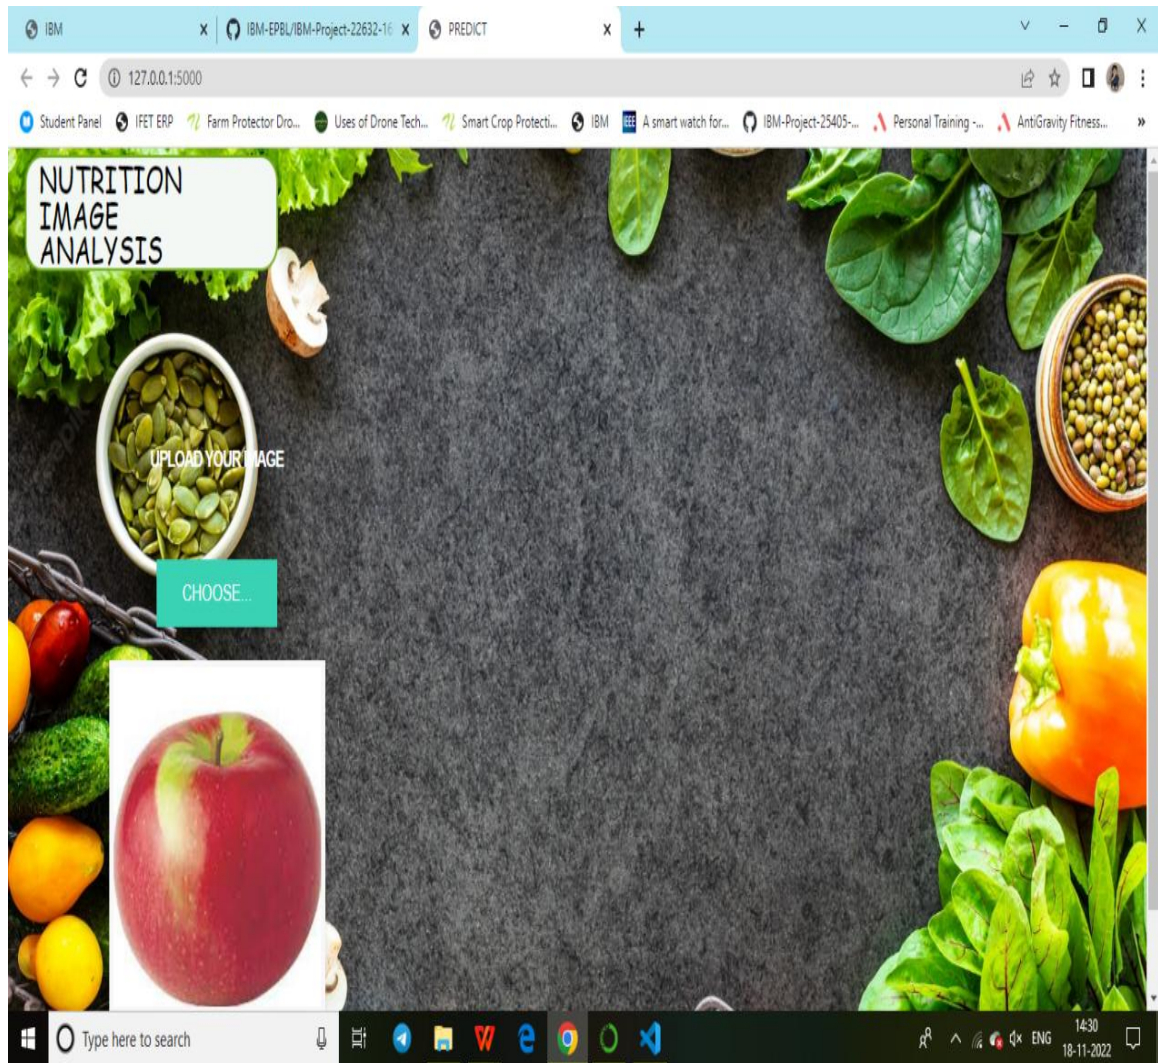 IBM
IBM-EPBL/IBM-Project-22632-16
PREDICT
127.0.0.1:5000
Student Panel
IFET ERP
Farm Protector Dro...
Uses of Drone Tech...
Smart Crop Protecti...
IBM
IEEE
A smart watch for...
IBM-Project-25405-...
Personal Training -...
AntiGravity Fitness...
»
NUTRITION
IMAGE
ANALYSIS
UPLOAD YOUR IMAGE
CHOOSE...
Type here to search
ENG
14:30
18-11-2022